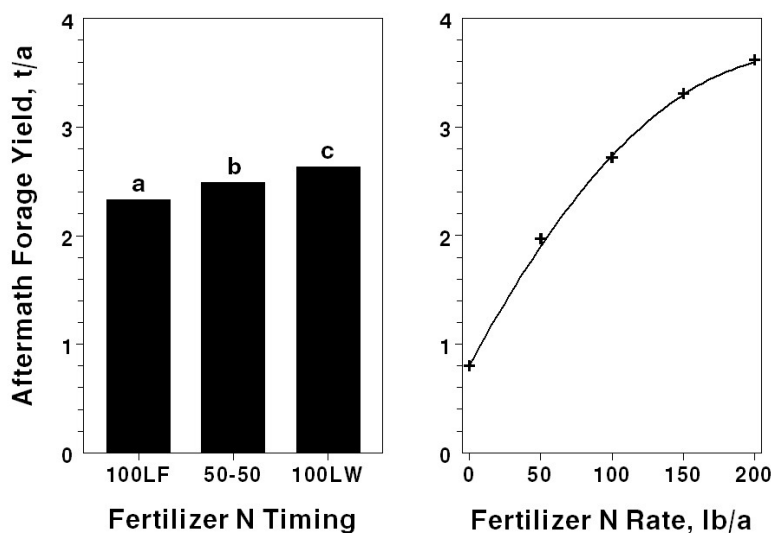 Aftermath Forage Yield, t/a
4
3
2
1
0
a
b
c
100LF 50-50 100LW
Fertilizer N Timing
4
3
2
1
0
0 50 100 150 200
Fertilizer N Rate, lb/a